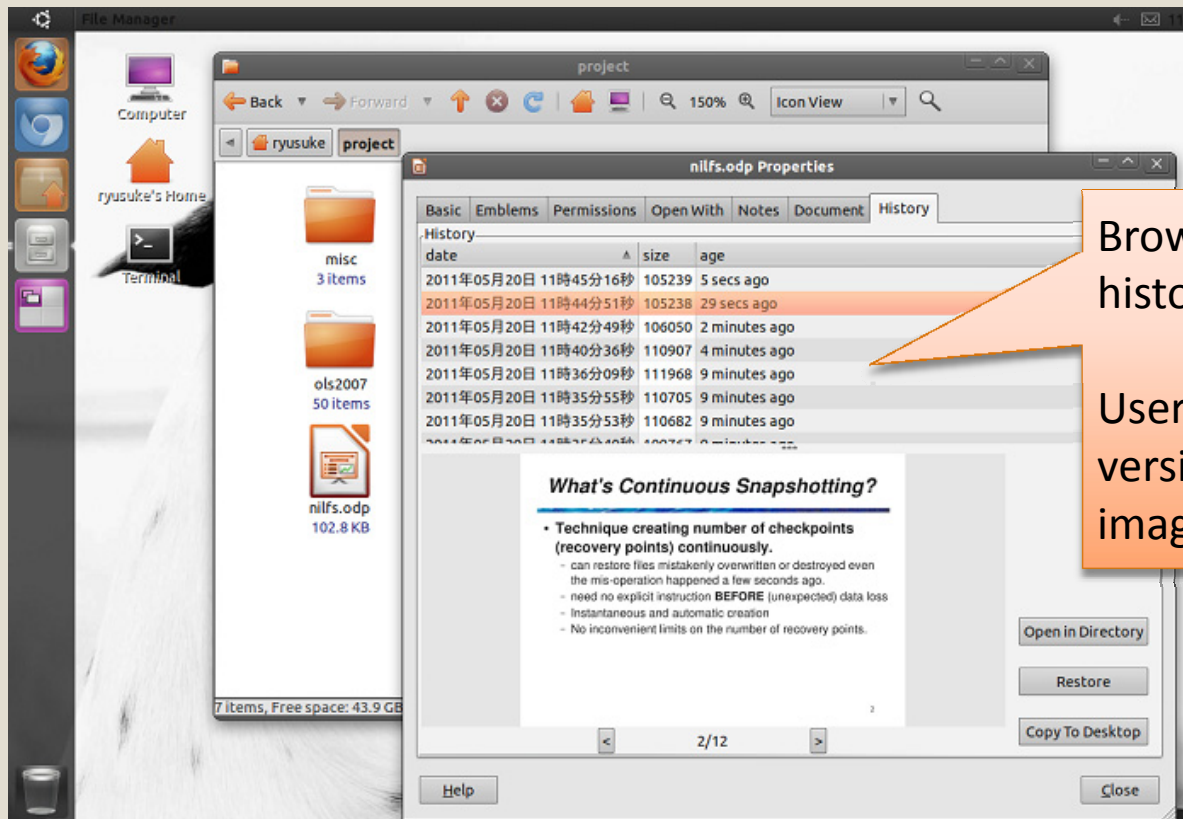 File Manager
Computer
ryusuke's Home
Terminal
project
Back
Forward
150%
Icon View
ryusuke
project
misc
3 items
ols2007
50 items
nilfs.odp
102.8 KB
7 items, Free space: 43.9 GB
nilfs.odp Properties
Basic Emblems Permissions Open With Notes Document History
History
date size age
2011年05月20日 11時45分16秒 105239 5 secs ago
2011年05月20日 11時44分51秒 105238 29 secs ago
2011年05月20日 11時42分49秒 106050 2 minutes ago
2011年05月20日 11時40分36秒 110907 4 minutes ago
2011年05月20日 11時36分09秒 111968 9 minutes ago
2011年05月20日 11時35分55秒 110705 9 minutes ago
2011年05月20日 11時35分53秒 110682 9 minutes ago
What's Continuous Snapshotting?
• Technique creating number of checkpoints
(recovery points) continuously.
- can restore files mistakenly overwritten or destroyed even
the mis-operation happened a few seconds ago.
- need no explicit instruction BEFORE (unexpected) data loss
- Instantaneous and automatic creation
- No inconvenient limits on the number of recovery points.
2
< 2/12 >
Open in Directory
Restore
Copy To Desktop
Help
Close